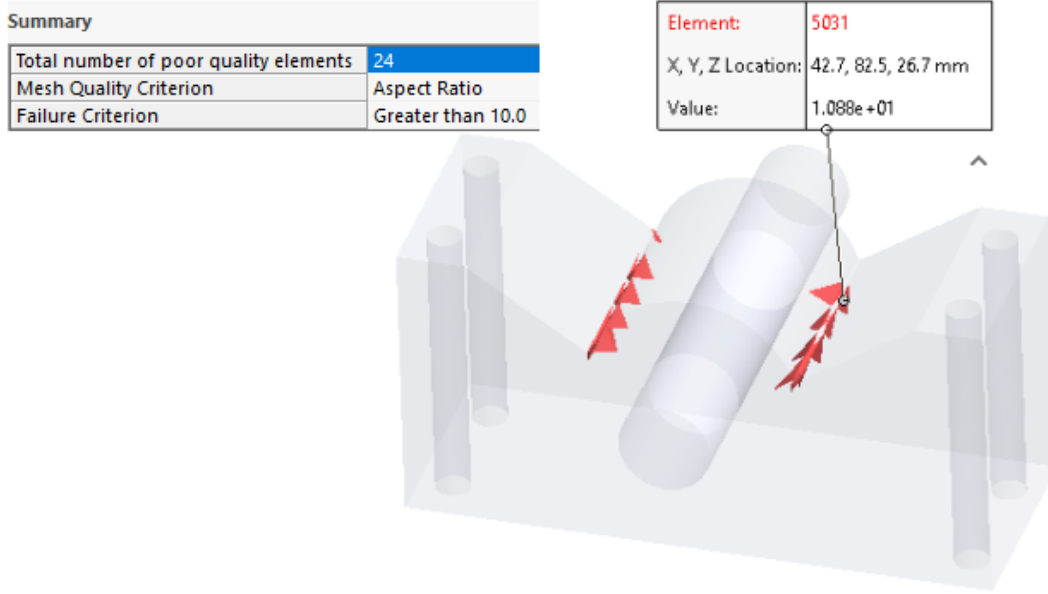 Summary
Total number of poor quality elements 24
Mesh Quality Criterion Aspect Ratio
Failure Criterion Greater than 10.0
Element: 5031
X, Y, Z Location: 42.7, 82.5, 26.7 mm
Value: 1.088e+01